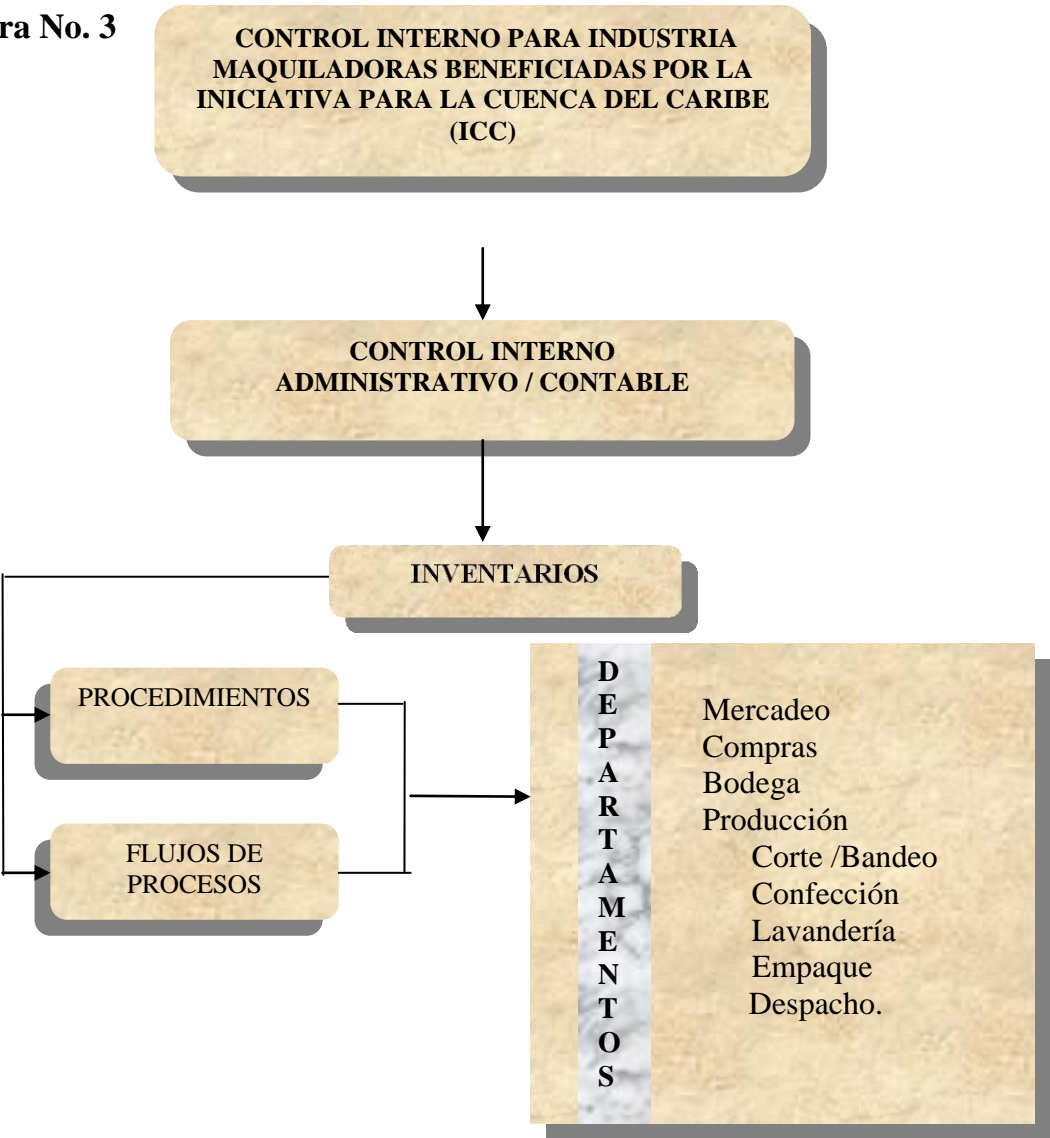 ra No. 3
CONTROL INTERNO PARA INDUSTRIA
MAQUILADORAS BENEFICIADAS POR LA
INICIATIVA PARA LA CUENCA DEL CARIBE
(ICC)
CONTROL INTERNO
ADMINISTRATIVO / CONTABLE
INVENTARIOS
PROCEDIMIENTOS
FLUJOS DE
PROCESOS
D
E
P
A
R
T
A
M
E
N
T
O
S
Mercadeo
Compras
Bodega
Producción
Corte /Bandeo
Confección
Lavandería
Empaque
Despacho.